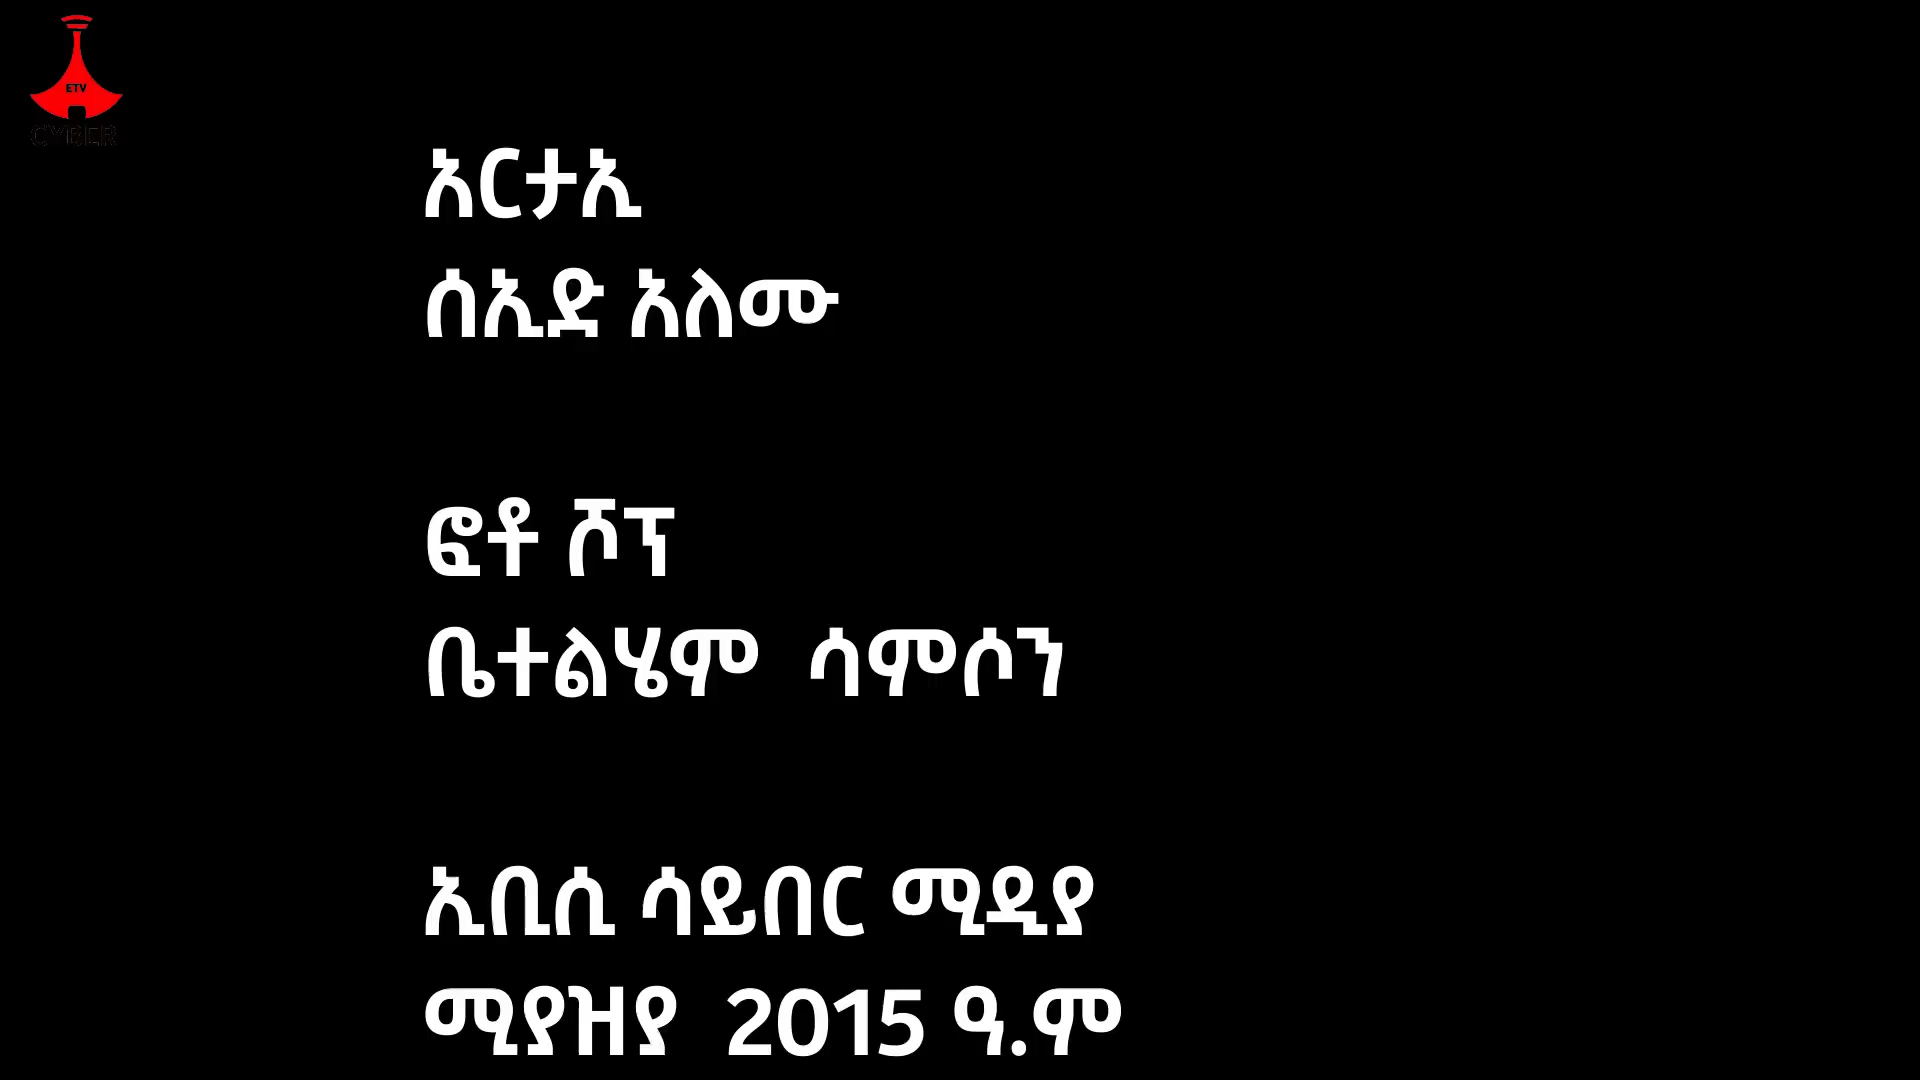 ETV
CYBER
አርታኢ
ሰኢድ አለሙ
ፎቶ ሾፕ
ቤተልሄም ሳምሶን
ኢቢሲ ሳይበር ሚዲያ
ሚያዝያ 2015 ዓ.ም